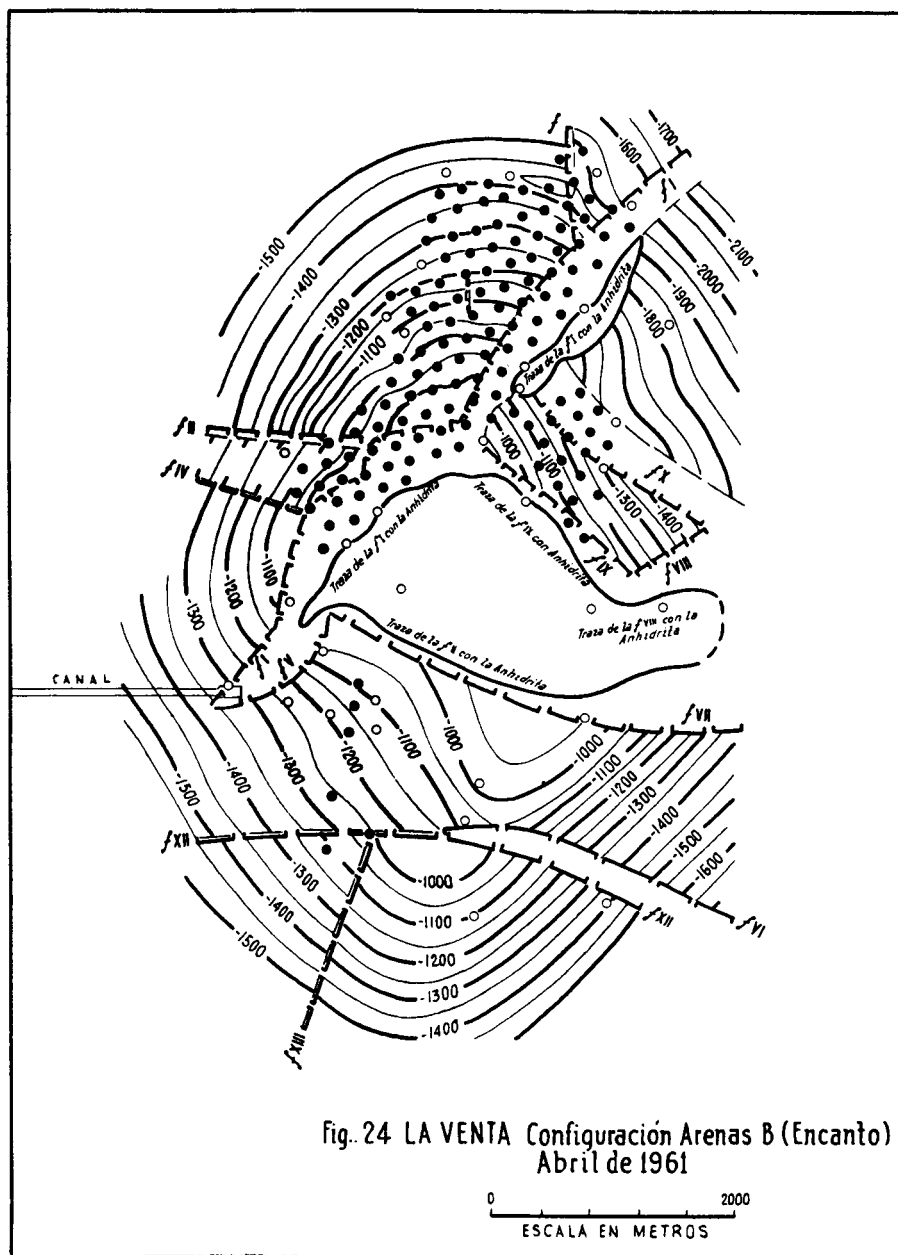 f
-1600
-1700
f I
-1500
-1400
-1300
-1200
-1100
-2100
-2000
-1900
-1800
Traza de la f I con la Anhidrita
f II
f IV
-1000
-1100
-1300
-1400
f X
f IX
f VIII
Traza de la f I con la Anhidrita
Traza de la f IX con Anhidrita
-1100
-1200
-1300
Traza de la f VIII con la
Anhidrita
Traza de la f II con la Anhidrita
CANAL
f V
f VII
-1000
-1100
-1200
-1300
-1400
-1500
-1000
-1100
-1200
-1300
-1400
-1500
-1600
f XII
-1000
-1100
-1200
-1300
-1400
-1300
-1400
-1500
f XII
f VI
f XIII
Fig.. 24 LA VENTA Configuración Arenas B (Encanto)
Abril de 1961
0 2000
ESCALA EN METROS